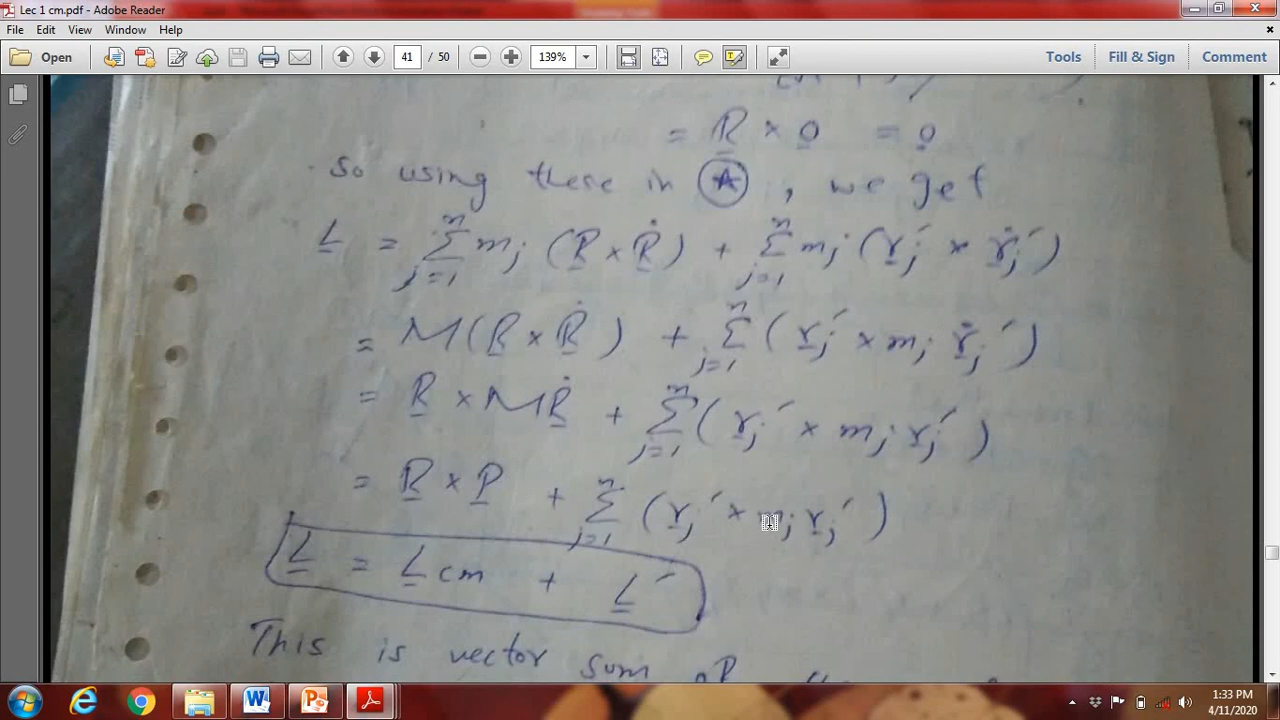 Lec 1 cm.pdf - Adobe Reader
File Edit View Window Help
Open 41 / 50 139% Tools Fill & Sign Comment
= R × 0 = 0
So using these in ★, we get
L = Σ_{j=1}^{n} m_j (R × Ṙ) + Σ_{j=1}^{n} m_j (r_j′ × ṙ_j′)
= M(R × Ṙ) + Σ_{j=1}^{n} (r_j′ × m_j ṙ_j′)
= R × MṘ + Σ_{j=1}^{n} (r_j′ × m_j r_j′)
= R × P + Σ_{j=1}^{n} (r_j′ × m_j r_j′)
L = L cm + L′
This is vector sum of
1:33 PM
4/11/2020